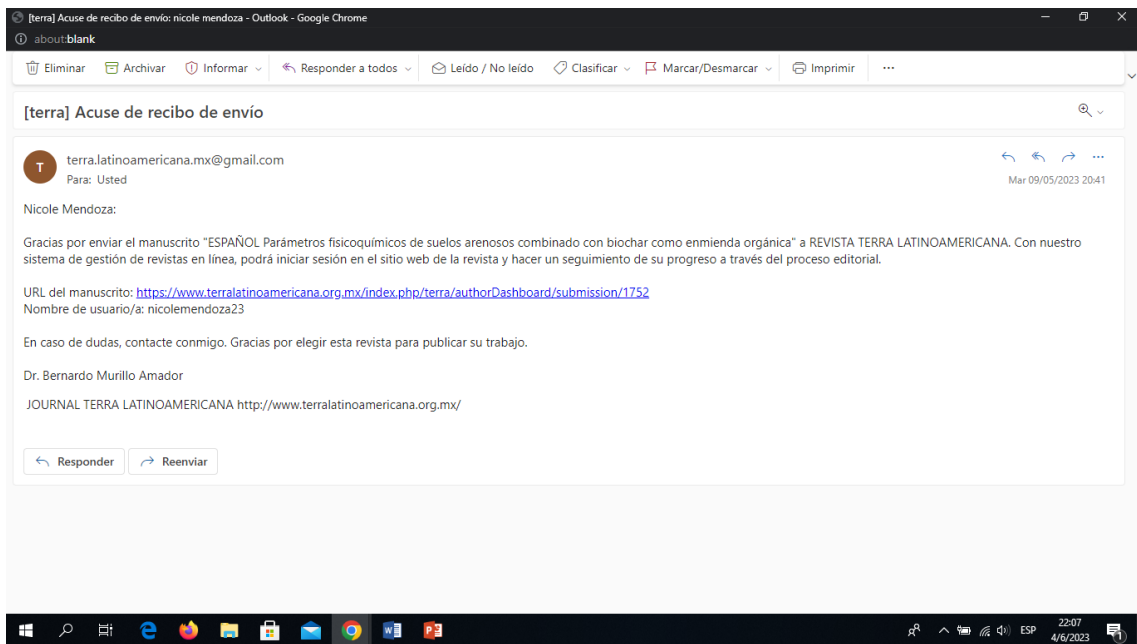 [terra] Acuse de recibo de envío: nicole mendoza - Outlook - Google Chrome
about:blank
Eliminar Archivar Informar Responder a todos Leído / No leído Clasificar Marcar/Desmarcar Imprimir ...
[terra] Acuse de recibo de envío
T
terra.latinoamericana.mx@gmail.com
Para: Usted
Mar 09/05/2023 20:41
Nicole Mendoza:
Gracias por enviar el manuscrito "ESPAÑOL Parámetros fisicoquímicos de suelos arenosos combinado con biochar como enmienda orgánica" a REVISTA TERRA LATINOAMERICANA. Con nuestro
sistema de gestión de revistas en línea, podrá iniciar sesión en el sitio web de la revista y hacer un seguimiento de su progreso a través del proceso editorial.
URL del manuscrito: https://www.terralatinoamericana.org.mx/index.php/terra/authorDashboard/submission/1752
Nombre de usuario/a: nicolemendoza23
En caso de dudas, contacte conmigo. Gracias por elegir esta revista para publicar su trabajo.
Dr. Bernardo Murillo Amador
JOURNAL TERRA LATINOAMERICANA http://www.terralatinoamericana.org.mx/
Responder Reenviar
ESP
22:07
4/6/2023